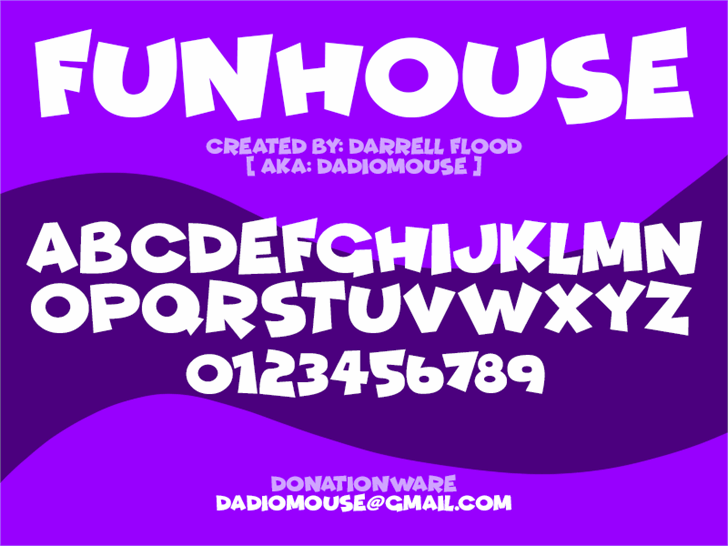 FUNHOUSE
CREATED BY: DARRELL FLOOD
[ AKA: DADIOMOUSE ]
ABCDEFGHIJKLMN
OPQRSTUVWXYZ
0123456789
DONATIONWARE
DADIOMOUSE@GMAIL.COM